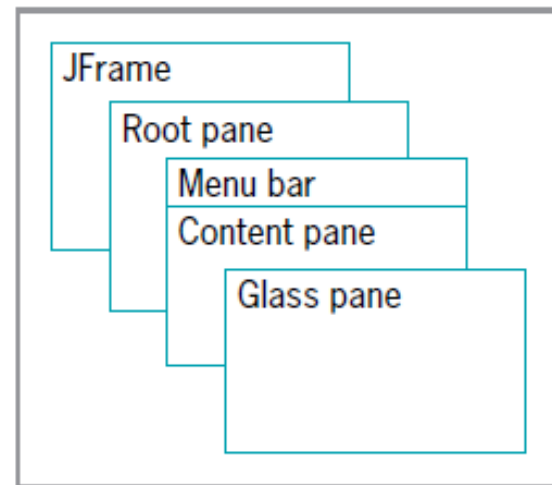 JFrame
Root pane
Menu bar
Content pane
Glass pane